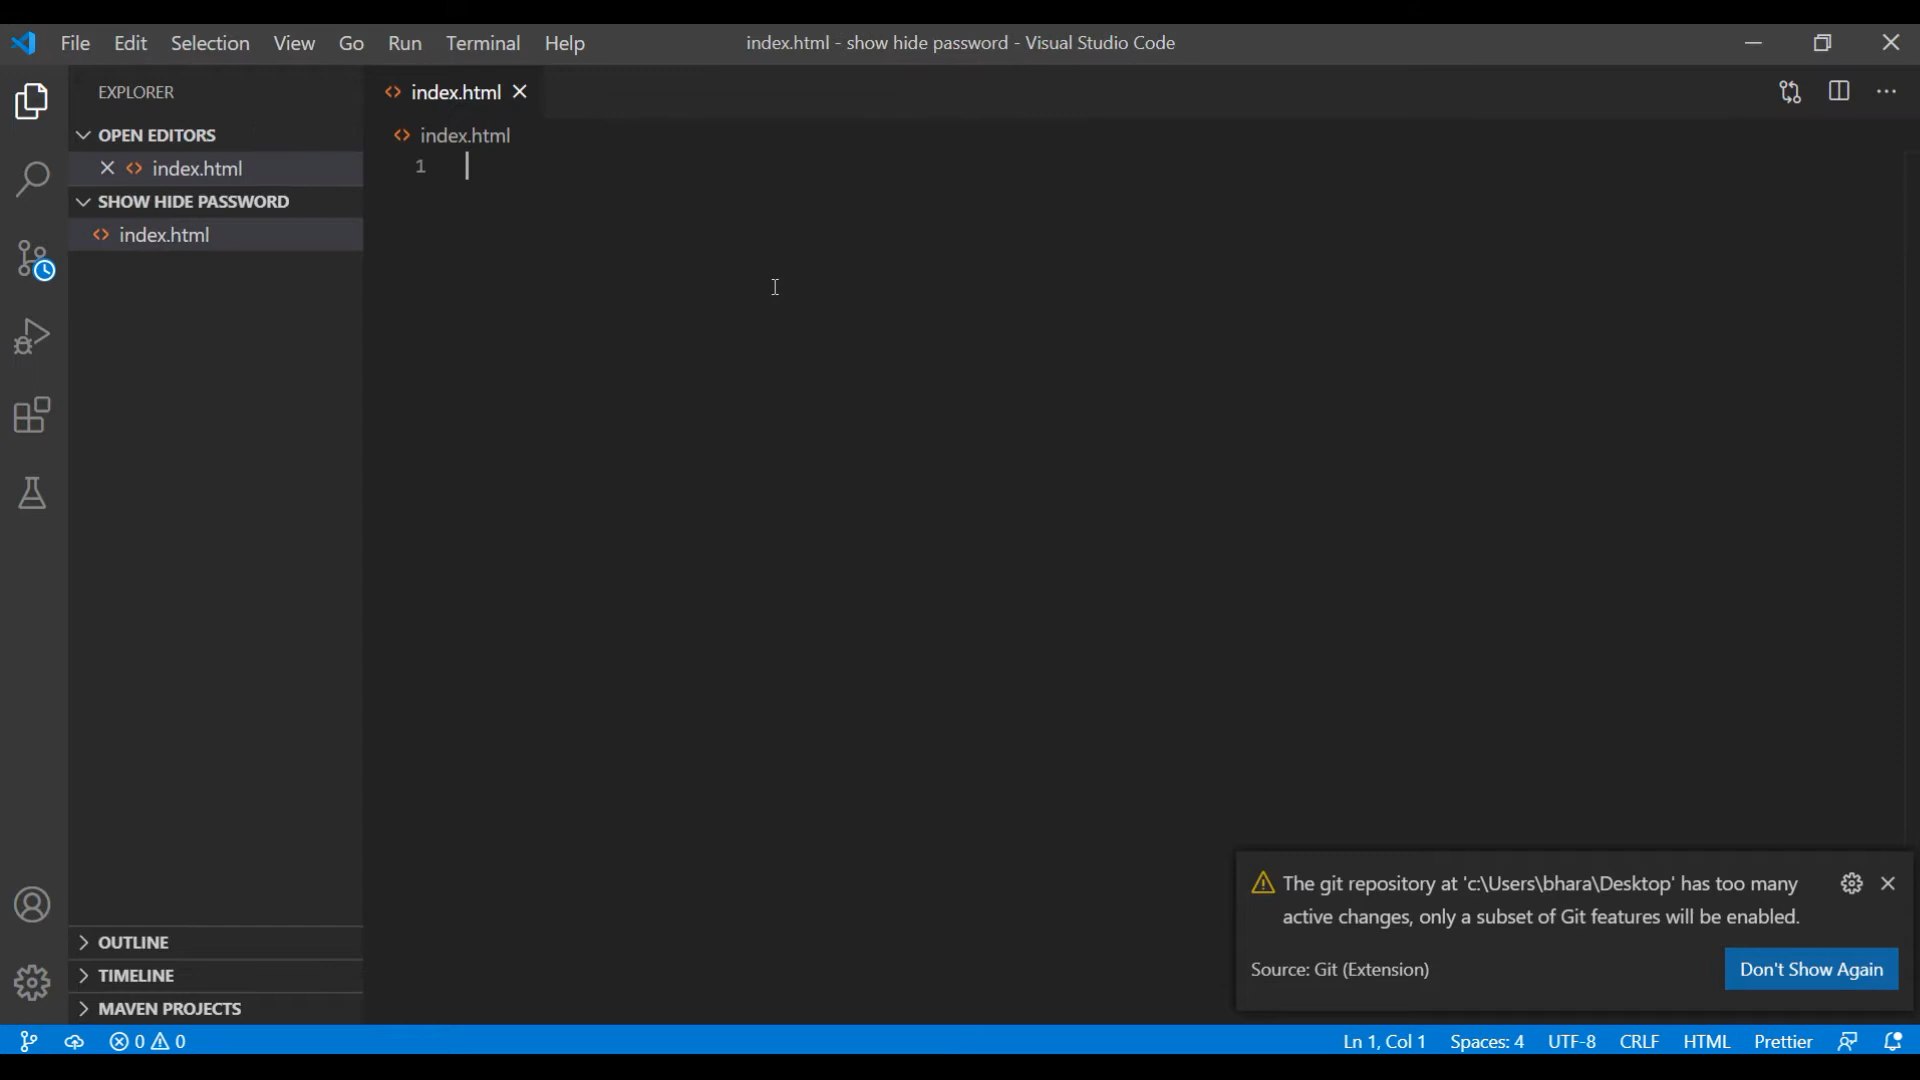 File Edit Selection View Go Run Terminal Help
index.html - show hide password - Visual Studio Code
EXPLORER
OPEN EDITORS
index.html
SHOW HIDE PASSWORD
index.html
OUTLINE
TIMELINE
MAVEN PROJECTS
index.html
index.html
1
The git repository at 'c:\Users\bhara\Desktop' has too many
active changes, only a subset of Git features will be enabled.
Source: Git (Extension)
Don't Show Again
0 0
Ln 1, Col 1 Spaces: 4 UTF-8 CRLF HTML Prettier